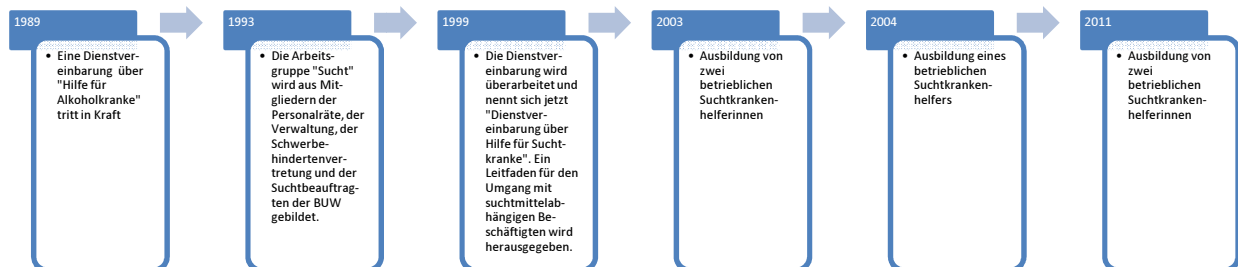 1989
• Eine Dienstver-
einbarung über
"Hilfe für
Alkoholkranke"
tritt in Kraft
1993
• Die Arbeits-
gruppe "Sucht"
wird aus Mit-
gliedern der
Personalräte, der
Verwaltung, der
Schwerbe-
hindertenver-
tretung und der
Suchtbeauftrag-
ten der BUW
gebildet.
1999
• Die Dienstver-
einbarung wird
überarbeitet und
nennt sich jetzt
"Dienstver-
einbarung über
Hilfe für Sucht-
kranke". Ein
Leitfaden für den
Umgang mit
suchtmittelab-
hängigen Be-
schäftigten wird
herausgegeben.
2003
• Ausbildung von
zwei
betrieblichen
Suchtkranken-
helferinnen
2004
• Ausbildung eines
betrieblichen
Suchtkranken-
helfers
2011
• Ausbildung von
zwei
betrieblichen
Suchtkranken-
helferinnen